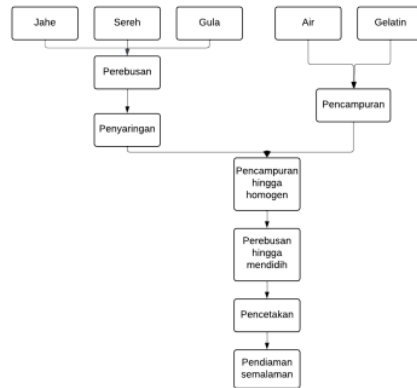 Jahe
Sereh
Gula
Air
Gelatin
Perebusan
Pencampuran
Penyaringan
Pencampuran
hingga
homogen
Perebusan
hingga
mendidih
Pencetakan
Pendiaman
semalaman